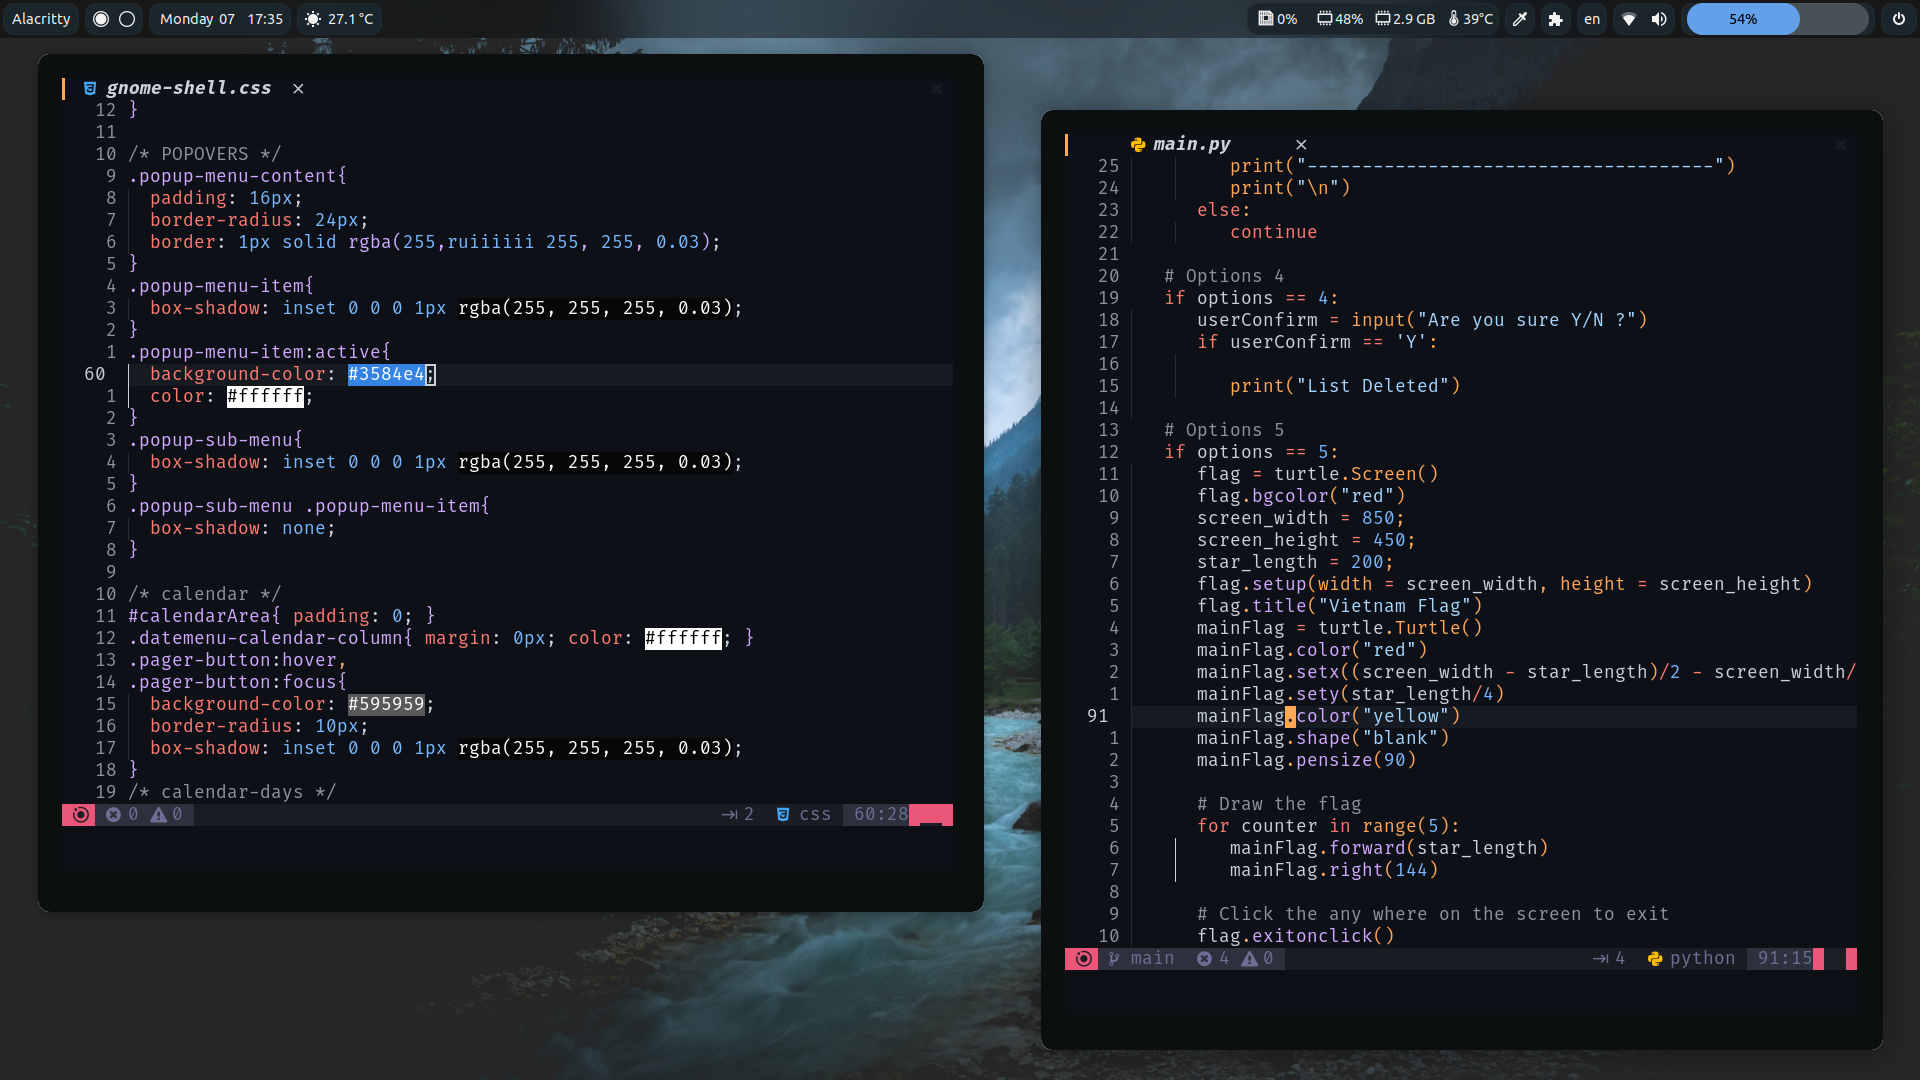 Alacritty Monday 07 17:35 27.1 °C 0% 48% 2.9 GB 39°C en 54%
gnome-shell.css ×
12 }
11
10 /* POPOVERS */
9 .popup-menu-content{
8 padding: 16px;
7 border-radius: 24px;
6 border: 1px solid rgba(255,ruiiiiii 255, 255, 0.03);
5 }
4 .popup-menu-item{
3 box-shadow: inset 0 0 0 1px rgba(255, 255, 255, 0.03);
2 }
1 .popup-menu-item:active{
60 background-color: #3584e4;
1 color: #ffffff;
2 }
3 .popup-sub-menu{
4 box-shadow: inset 0 0 0 1px rgba(255, 255, 255, 0.03);
5 }
6 .popup-sub-menu .popup-menu-item{
7 box-shadow: none;
8 }
9
10 /* calendar */
11 #calendarArea{ padding: 0; }
12 .datemenu-calendar-column{ margin: 0px; color: #ffffff; }
13 .pager-button:hover,
14 .pager-button:focus{
15 background-color: #595959;
16 border-radius: 10px;
17 box-shadow: inset 0 0 0 1px rgba(255, 255, 255, 0.03);
18 }
19 /* calendar-days */
0 0 2 css 60:28
main.py ×
25 print("-------------------------------------")
24 print("\n")
23 else:
22 continue
21
20 # Options 4
19 if options == 4:
18 userConfirm = input("Are you sure Y/N ?")
17 if userConfirm == 'Y':
16
15 print("List Deleted")
14
13 # Options 5
12 if options == 5:
11 flag = turtle.Screen()
10 flag.bgcolor("red")
9 screen_width = 850;
8 screen_height = 450;
7 star_length = 200;
6 flag.setup(width = screen_width, height = screen_height)
5 flag.title("Vietnam Flag")
4 mainFlag = turtle.Turtle()
3 mainFlag.color("red")
2 mainFlag.setx((screen_width - star_length)/2 - screen_width/
1 mainFlag.sety(star_length/4)
91 mainFlag.color("yellow")
1 mainFlag.shape("blank")
2 mainFlag.pensize(90)
3
4 # Draw the flag
5 for counter in range(5):
6 mainFlag.forward(star_length)
7 mainFlag.right(144)
8
9 # Click the any where on the screen to exit
10 flag.exitonclick()
main 4 0 4 python 91:15